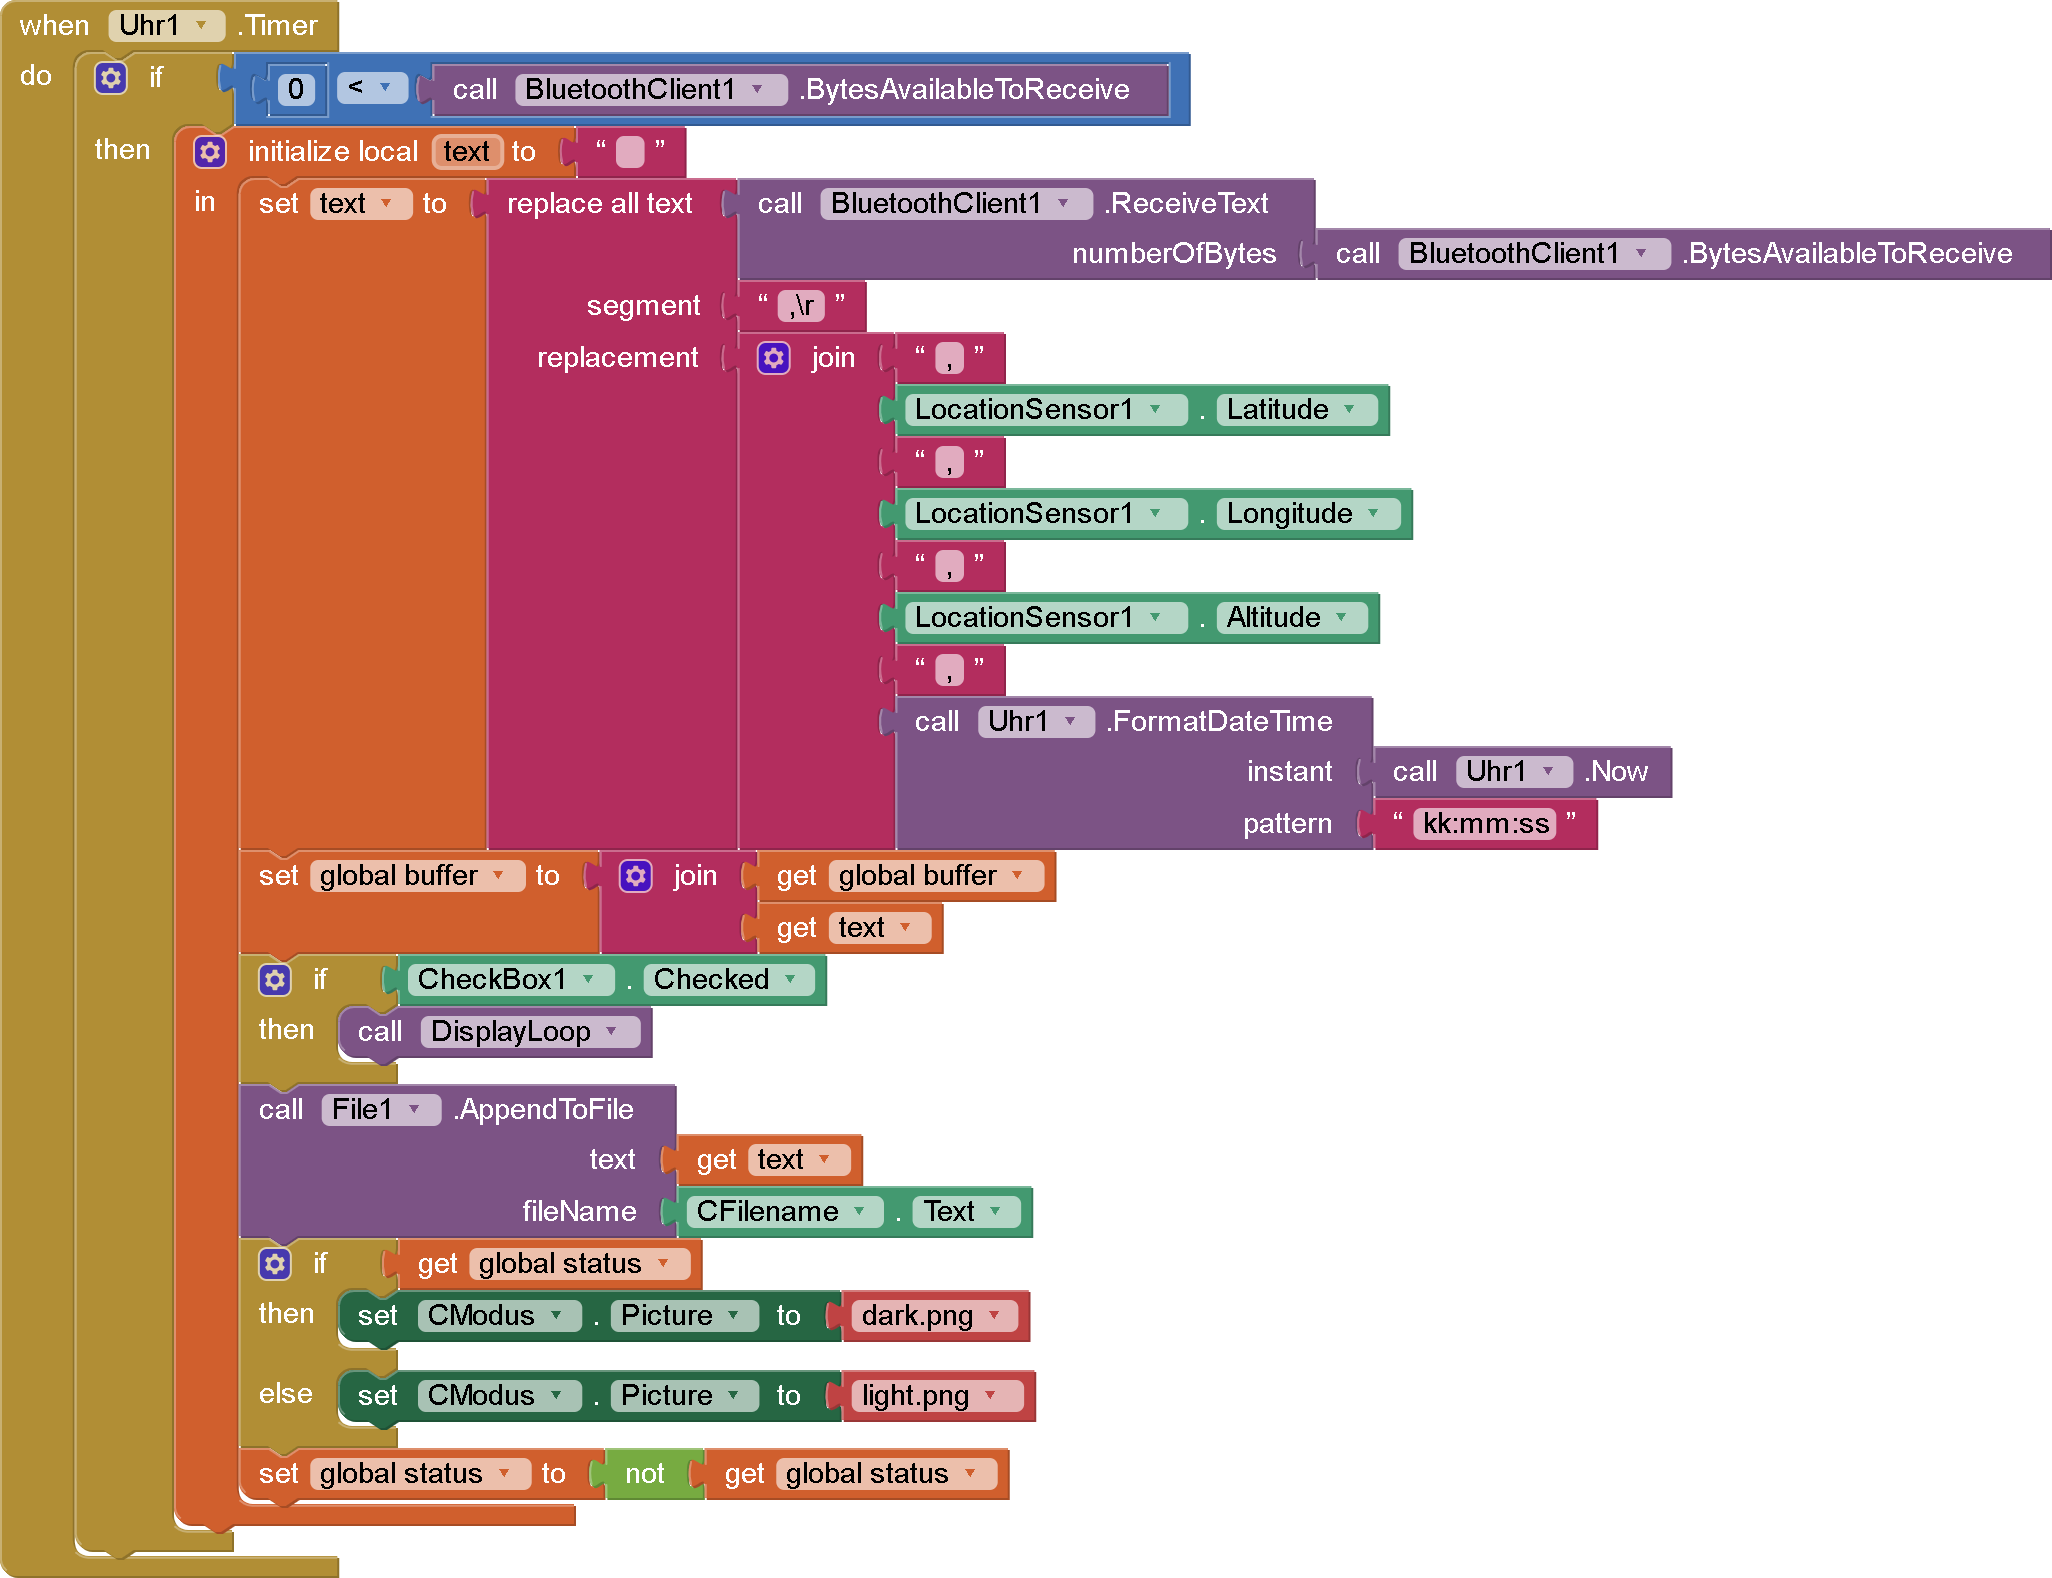 when Uhr1 .Timer
do if 0 < call BluetoothClient1 .BytesAvailableToReceive
then initialize local text to “ ”
in set text to replace all text call BluetoothClient1 .ReceiveText
numberOfBytes call BluetoothClient1 .BytesAvailableToReceive
segment “ ,\r ”
replacement join “ , ”
LocationSensor1 . Latitude
“ , ”
LocationSensor1 . Longitude
“ , ”
LocationSensor1 . Altitude
“ , ”
call Uhr1 .FormatDateTime
instant call Uhr1 .Now
pattern “ kk:mm:ss ”
set global buffer to join get global buffer
get text
if CheckBox1 . Checked
then call DisplayLoop
call File1 .AppendToFile
text get text
fileName CFilename . Text
if get global status
then set CModus . Picture to dark.png
else set CModus . Picture to light.png
set global status to not get global status